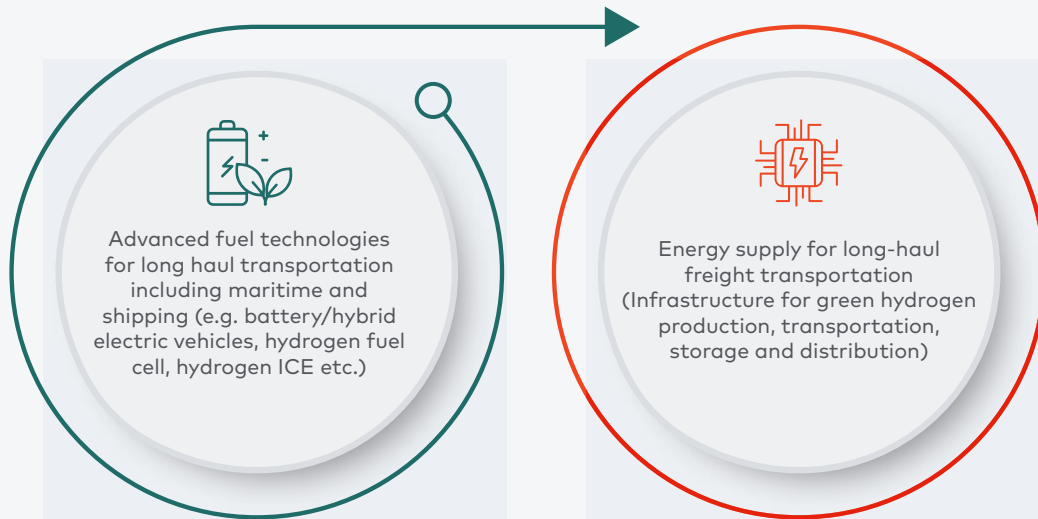 Advanced fuel technologies
for long haul transportation
including maritime and
shipping (e.g. battery/hybrid
electric vehicles, hydrogen fuel
cell, hydrogen ICE etc.)
Energy supply for long-haul
freight transportation
(Infrastructure for green hydrogen
production, transportation,
storage and distribution)